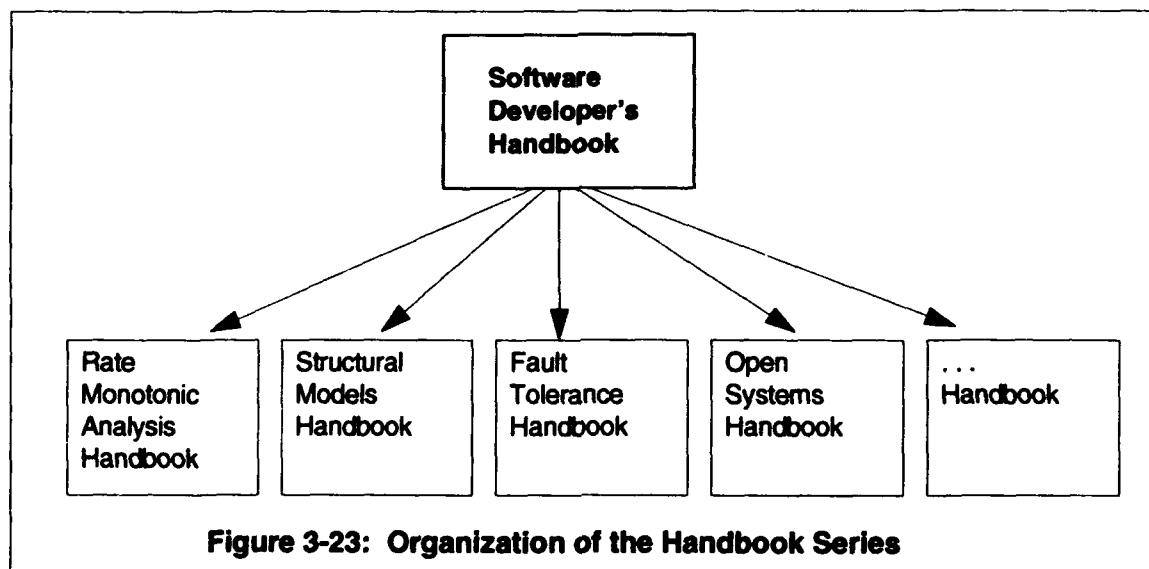 Software
Developer's
Handbook
Rate
Monotonic
Analysis
Handbook
Structural
Models
Handbook
Fault
Tolerance
Handbook
Open
Systems
Handbook
. . .
Handbook
Figure 3-23: Organization of the Handbook Series